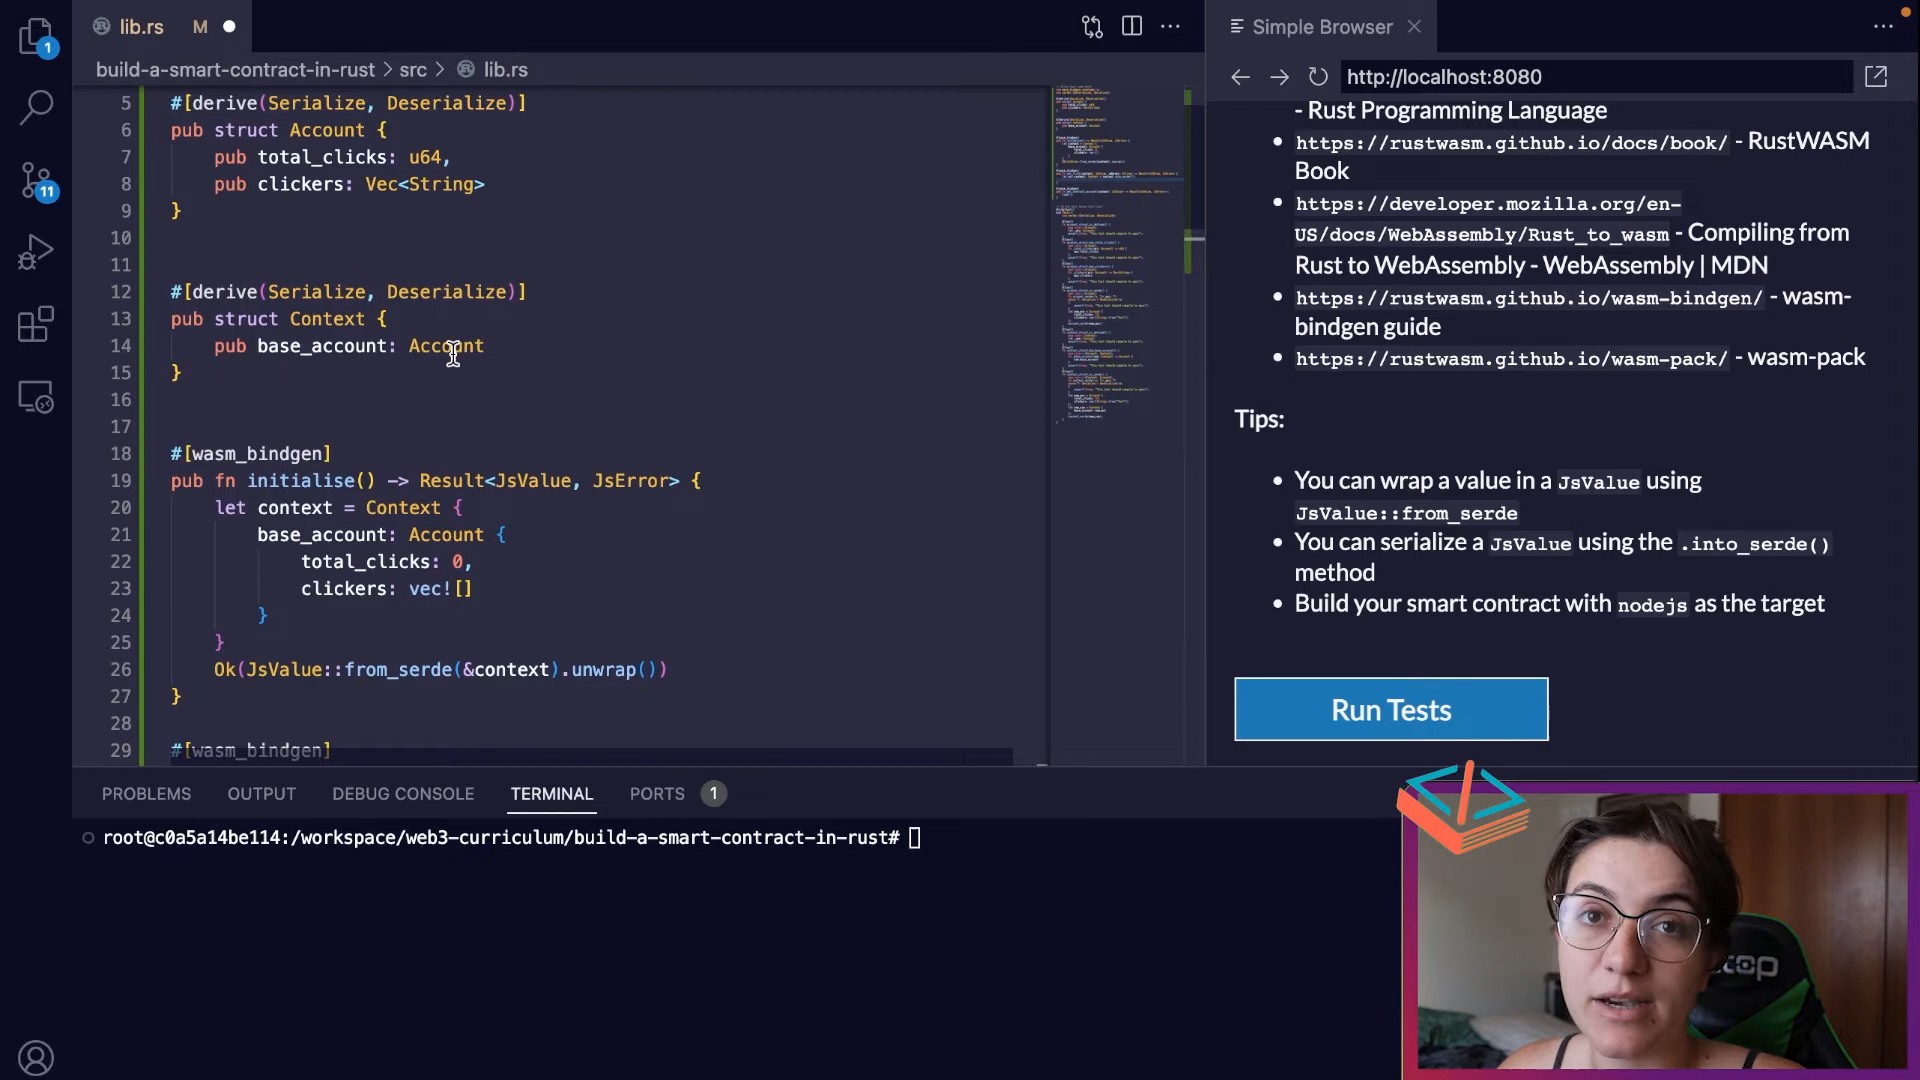 1
lib.rs
M
build-a-smart-contract-in-rust > src > lib.rs
5 #[derive(Serialize, Deserialize)]
6 pub struct Account {
7 pub total_clicks: u64,
8 pub clickers: Vec<String>
9 }
10
11
12 #[derive(Serialize, Deserialize)]
13 pub struct Context {
14 pub base_account: Account
15 }
16
17
18 #[wasm_bindgen]
19 pub fn initialise() -> Result<JsValue, JsError> {
20 let context = Context {
21 base_account: Account {
22 total_clicks: 0,
23 clickers: vec![]
24 }
25 }
26 Ok(JsValue::from_serde(&context).unwrap())
27 }
28
29 #[wasm_bindgen]
11
Simple Browser
http://localhost:8080
- Rust Programming Language
• https://rustwasm.github.io/docs/book/ - RustWASM
Book
• https://developer.mozilla.org/en-
US/docs/WebAssembly/Rust_to_wasm - Compiling from
Rust to WebAssembly - WebAssembly | MDN
• https://rustwasm.github.io/wasm-bindgen/ - wasm-
bindgen guide
• https://rustwasm.github.io/wasm-pack/ - wasm-pack
Tips:
• You can wrap a value in a JsValue using
JsValue::from_serde
• You can serialize a JsValue using the .into_serde()
method
• Build your smart contract with nodejs as the target
Run Tests
PROBLEMS OUTPUT DEBUG CONSOLE TERMINAL PORTS 1
root@c0a5a14be114:/workspace/web3-curriculum/build-a-smart-contract-in-rust#